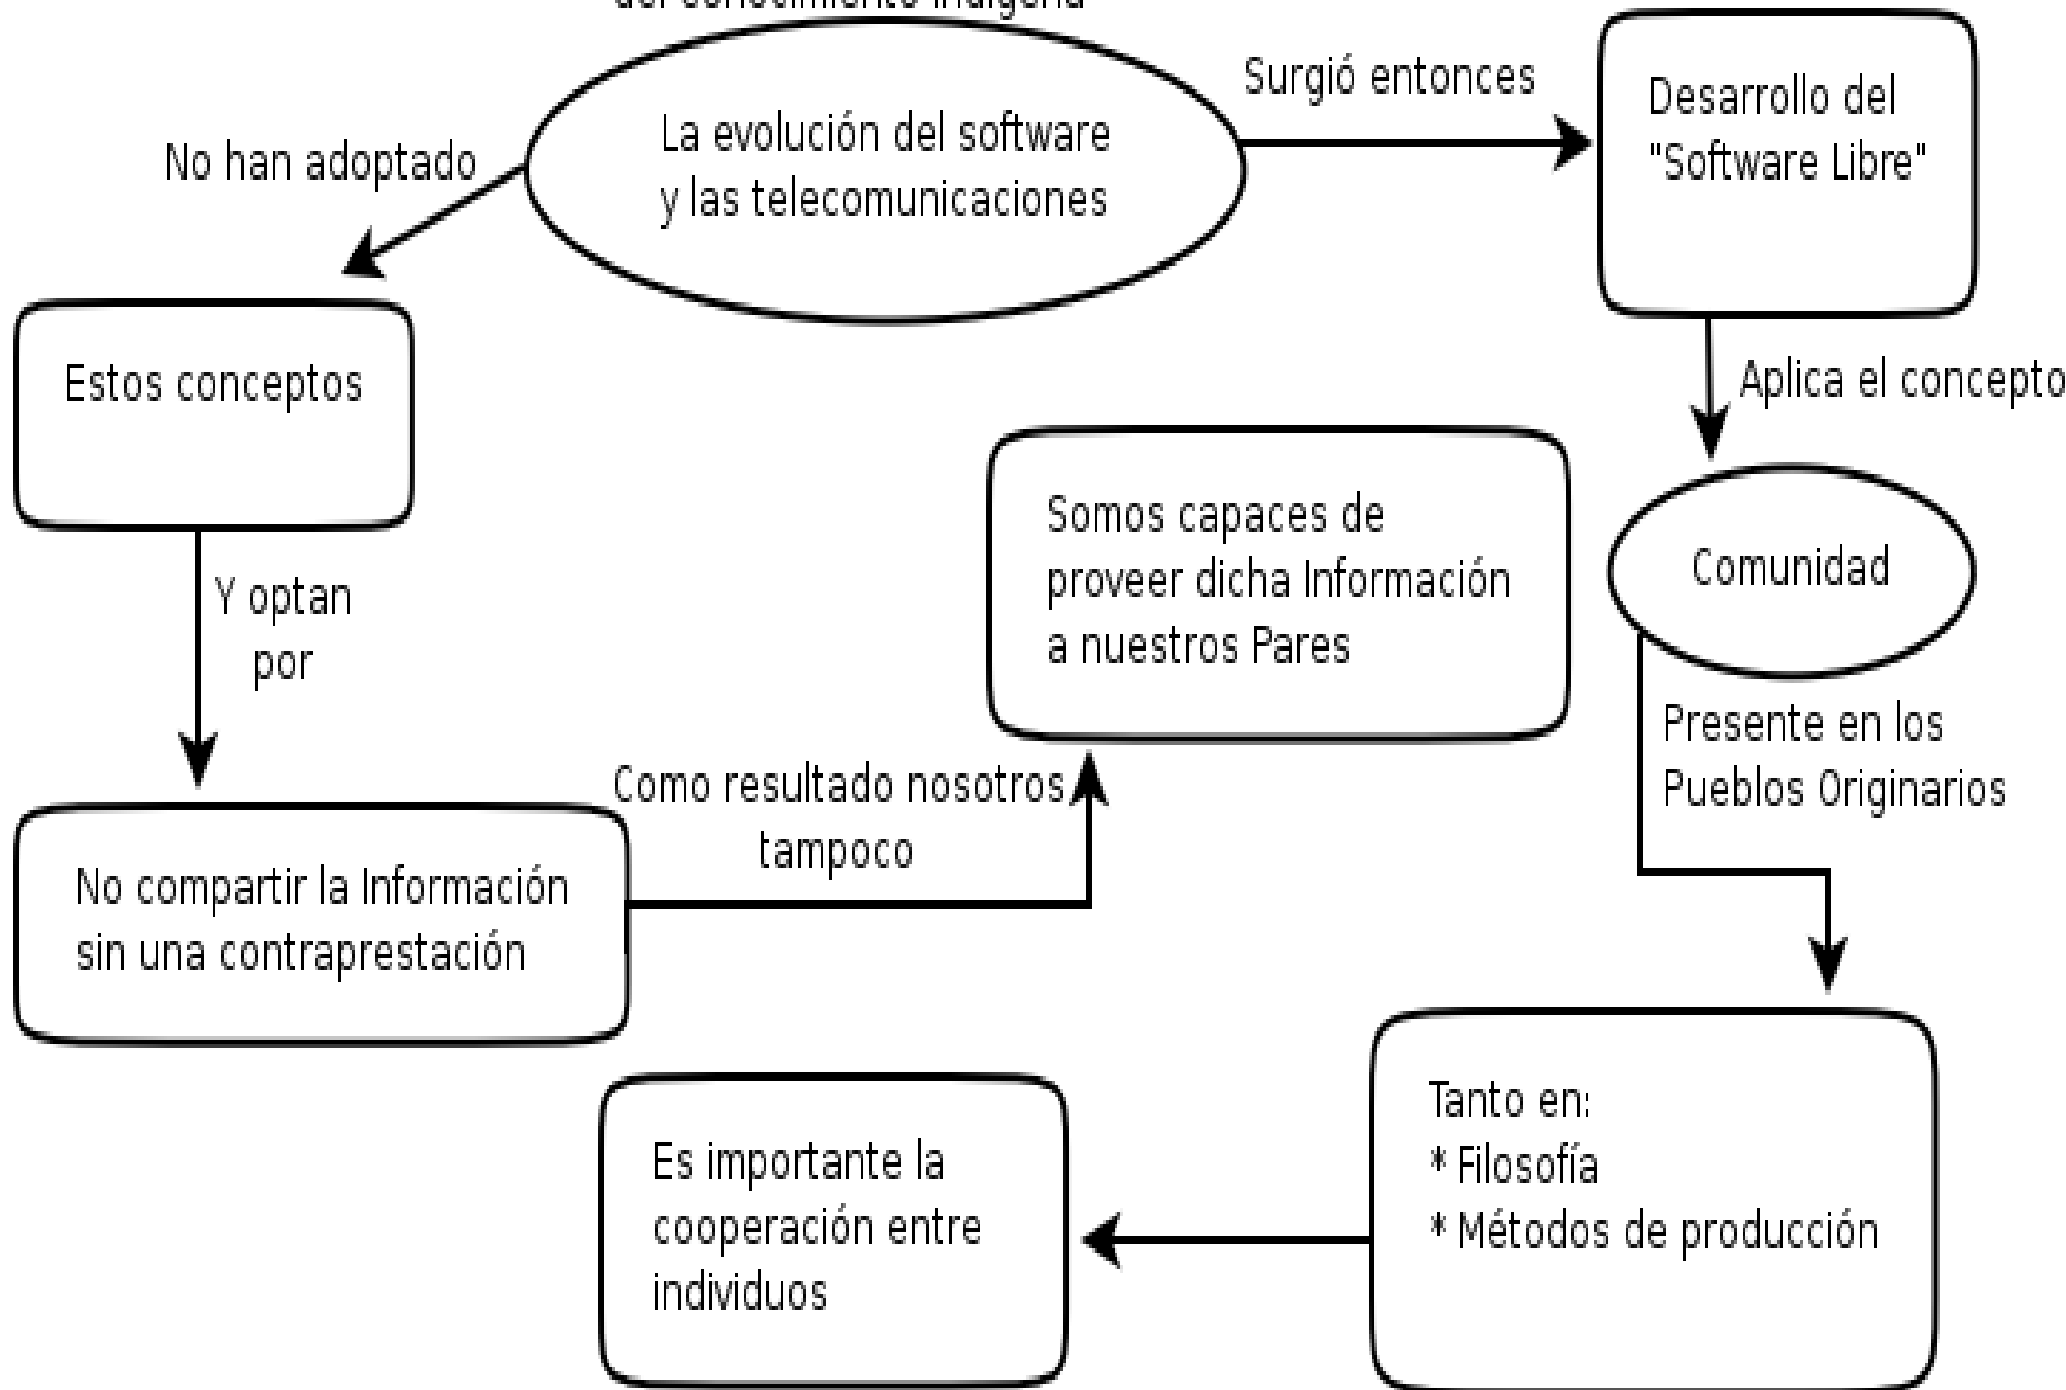 del conocimiento indígena
La evolución del software
y las telecomunicaciones
Surgió entonces
Desarrollo del
"Software Libre"
No han adoptado
Estos conceptos
Aplica el concepto
Comunidad
Somos capaces de
proveer dicha Información
a nuestros Pares
Y optan
por
Presente en los
Pueblos Originarios
Como resultado nosotros
tampoco
No compartir la Información
sin una contraprestación
Tanto en:
* Filosofía
* Métodos de producción
Es importante la
cooperación entre
individuos